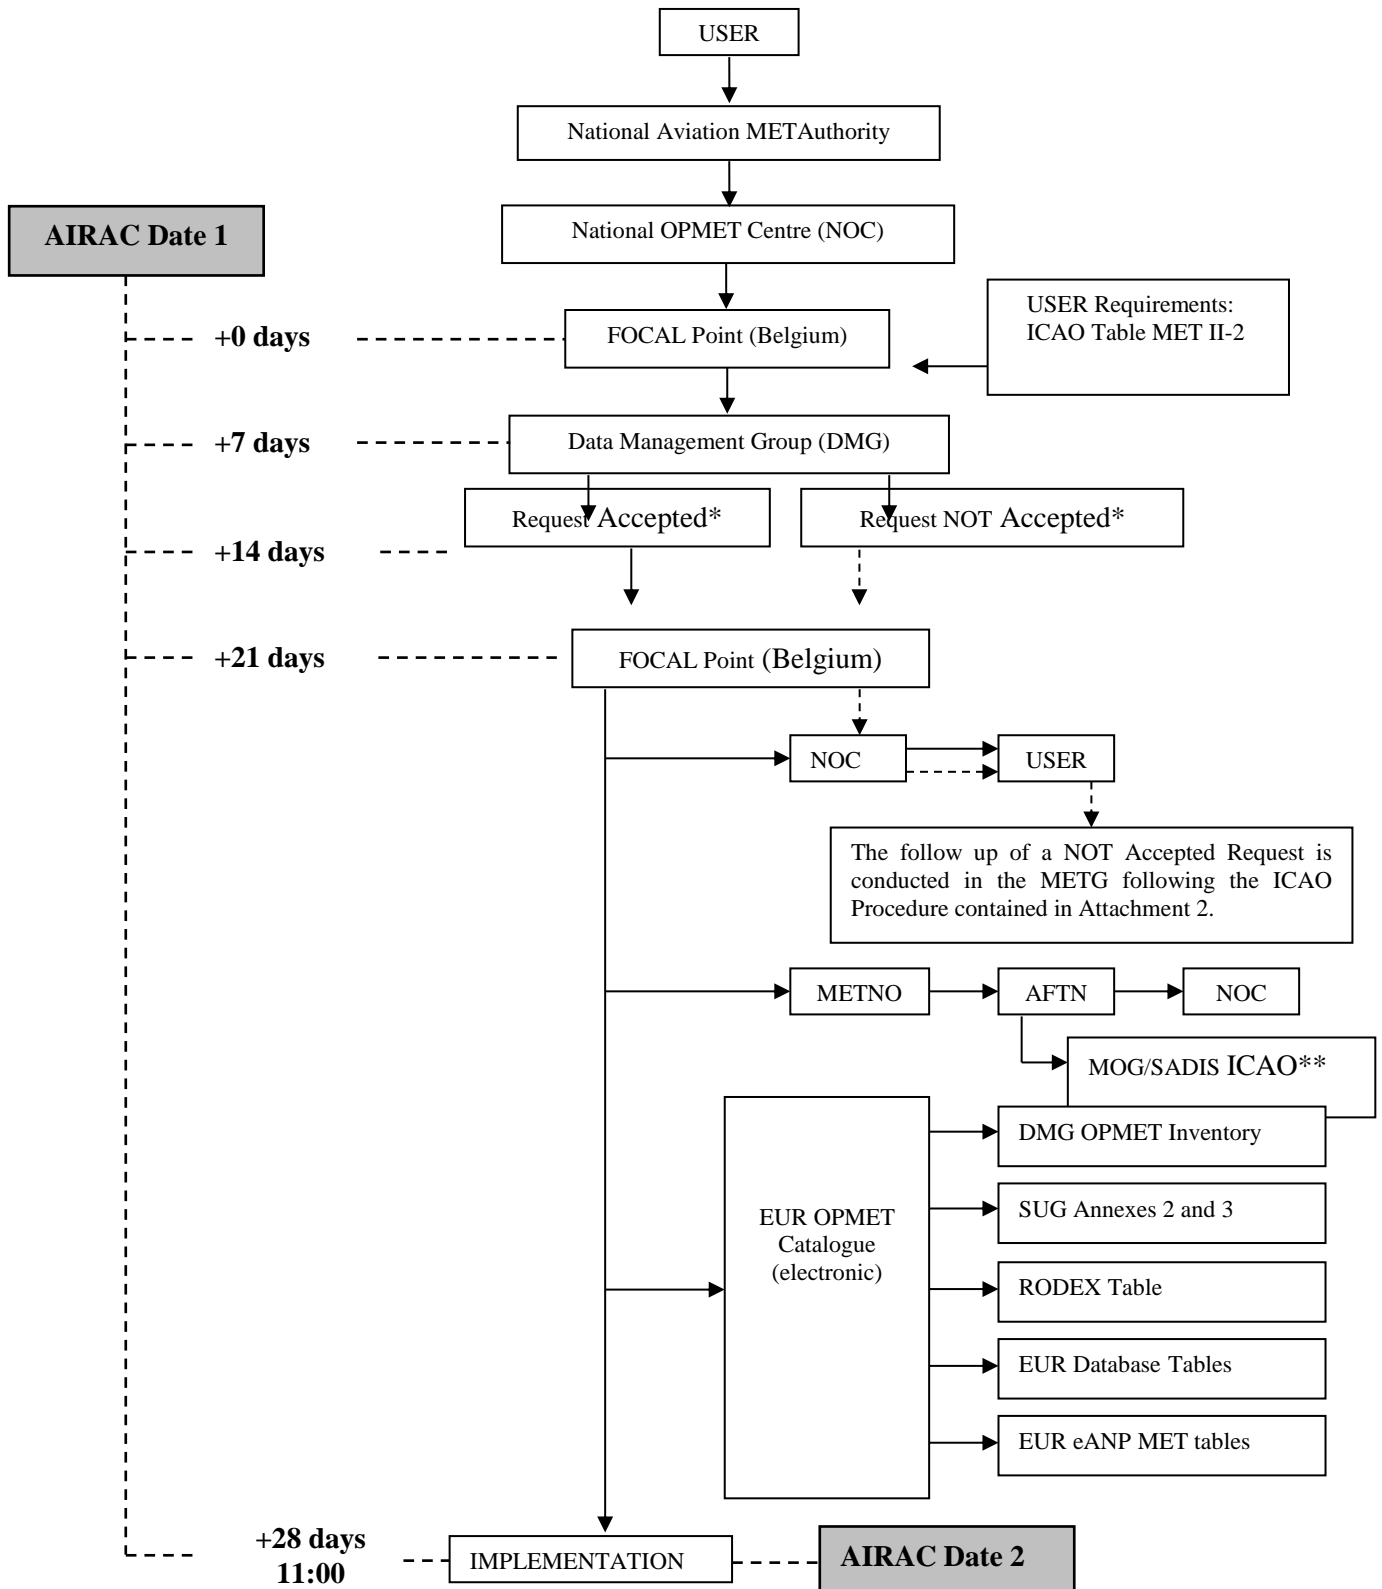 USER
National Aviation METAuthority
National OPMET Centre (NOC)
AIRAC Date 1
USER Requirements:
ICAO Table MET II-2
+0 days
FOCAL Point (Belgium)
+7 days
Data Management Group (DMG)
Request Accepted*
Request NOT Accepted*
+14 days
+21 days
FOCAL Point (Belgium)
NOC
USER
The follow up of a NOT Accepted Request is
conducted in the METG following the ICAO
Procedure contained in Attachment 2.
METNO
AFTN
NOC
MOG/SADIS ICAO**
EUR OPMET
Catalogue
(electronic)
DMG OPMET Inventory
SUG Annexes 2 and 3
RODEX Table
EUR Database Tables
EUR eANP MET tables
+28 days
11:00
IMPLEMENTATION
AIRAC Date 2